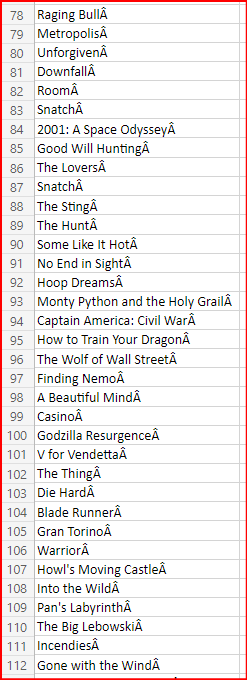 78 Raging BullÂ
79 MetropolisÂ
80 UnforgivenÂ
81 DownfallÂ
82 RoomÂ
83 SnatchÂ
84 2001: A Space OdysseyÂ
85 Good Will HuntingÂ
86 The LoversÂ
87 SnatchÂ
88 The StingÂ
89 The HuntÂ
90 Some Like It HotÂ
91 No End in SightÂ
92 Hoop DreamsÂ
93 Monty Python and the Holy GrailÂ
94 Captain America: Civil WarÂ
95 How to Train Your DragonÂ
96 The Wolf of Wall StreetÂ
97 Finding NemoÂ
98 A Beautiful MindÂ
99 CasinoÂ
100 Godzilla ResurgenceÂ
101 V for VendettaÂ
102 The ThingÂ
103 Die HardÂ
104 Blade RunnerÂ
105 Gran TorinoÂ
106 WarriorÂ
107 Howl's Moving CastleÂ
108 Into the WildÂ
109 Pan's LabyrinthÂ
110 The Big LebowskiÂ
111 IncendiesÂ
112 Gone with the WindÂ